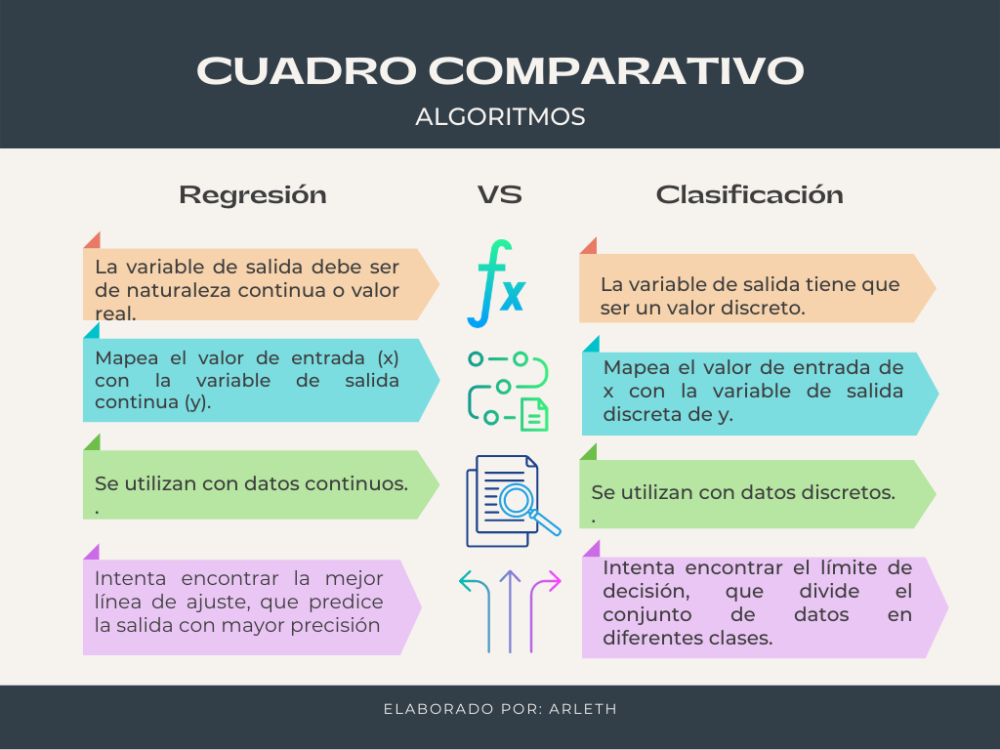 CUADRO COMPARATIVO
ALGORITMOS
Regresión
VS
Clasificación
La variable de salida debe ser
de naturaleza continua o valor
real.
fx
La variable de salida tiene que
ser un valor discreto.
Mapea el valor de entrada (x)
con la variable de salida
continua (y).
Mapea el valor de entrada de
x con la variable de salida
discreta de y.
Se utilizan con datos continuos.
.
Se utilizan con datos discretos.
.
Intenta encontrar la mejor
línea de ajuste, que predice
la salida con mayor precisión
Intenta encontrar el límite de
decisión, que divide el
conjunto de datos en
diferentes clases.
ELABORADO POR: ARLETH